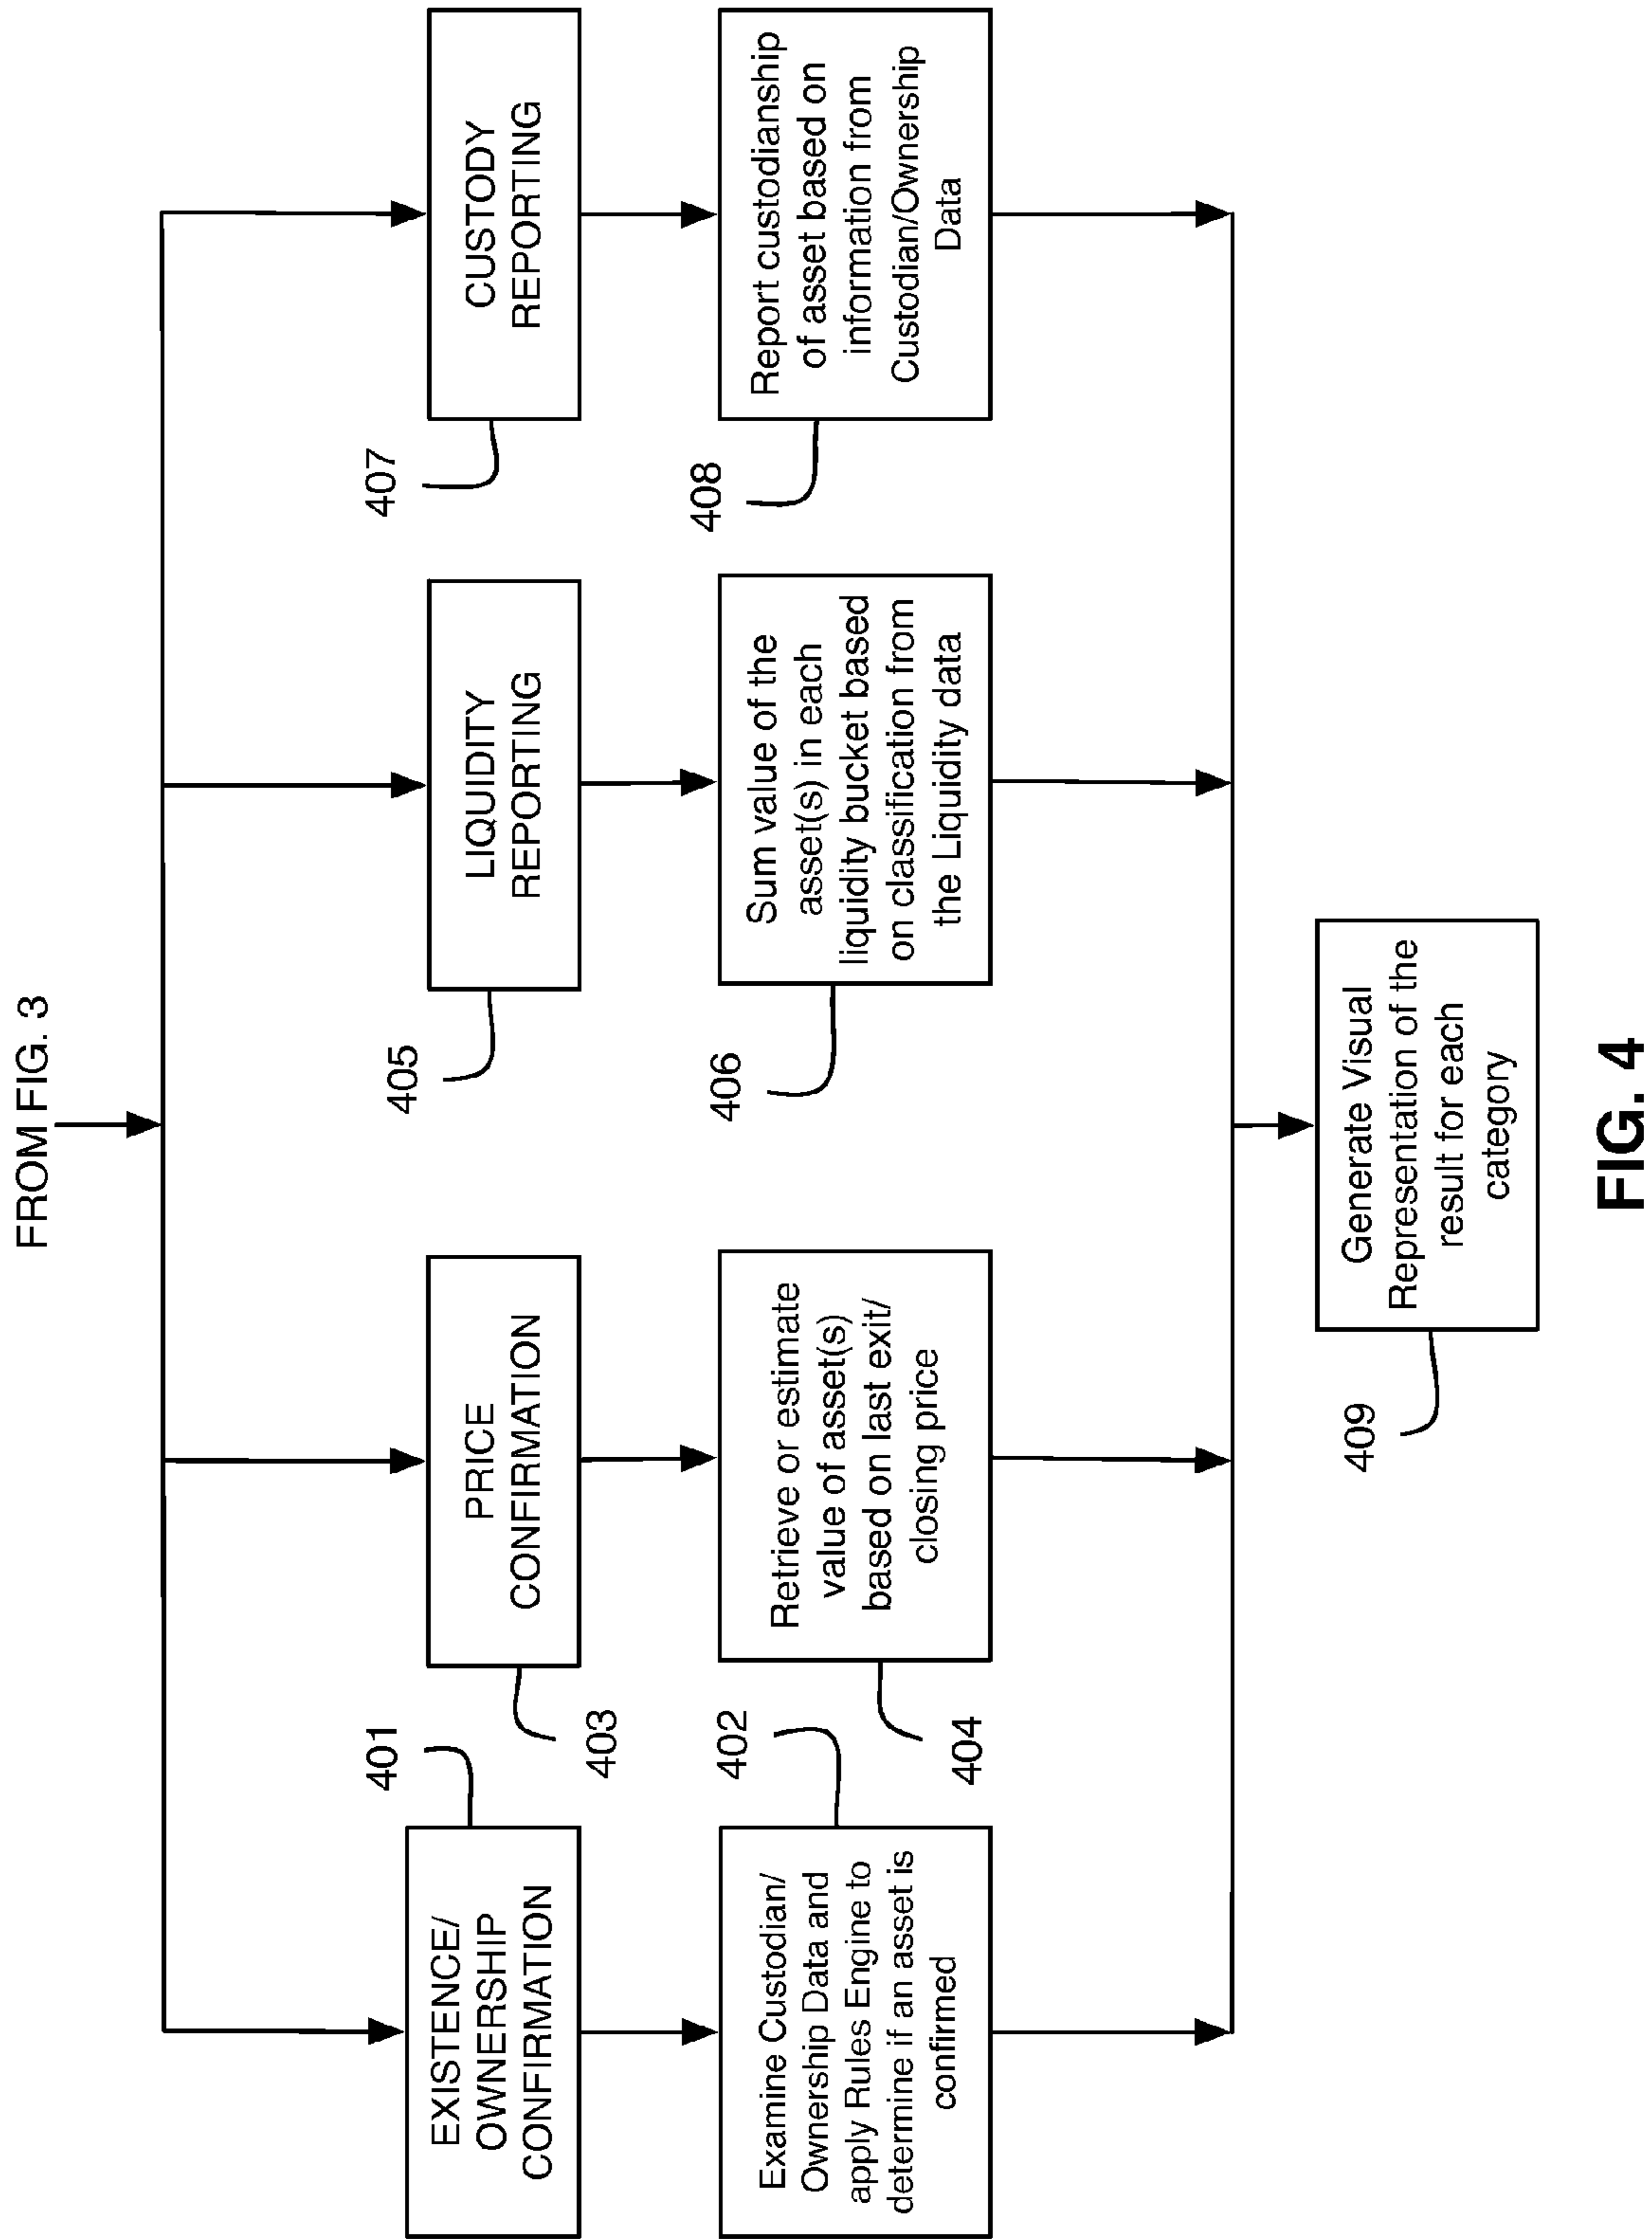 FROM FIG. 3
401
EXISTENCE/
OWNERSHIP
CONFIRMATION
403
PRICE
CONFIRMATION
405
LIQUIDITY
REPORTING
407
CUSTODY
REPORTING
402
Examine Custodian/
Ownership Data and
apply Rules Engine to
determine if an asset is
confirmed
404
Retrieve or estimate
value of asset(s)
based on last exit/
closing price
406
Sum value of the
asset(s) in each
liquidity bucket based
on classification from
the Liquidity data
408
Report custodianship
of asset based on
information from
Custodian/Ownership
Data
409
Generate Visual
Representation of the
result for each
category
FIG. 4